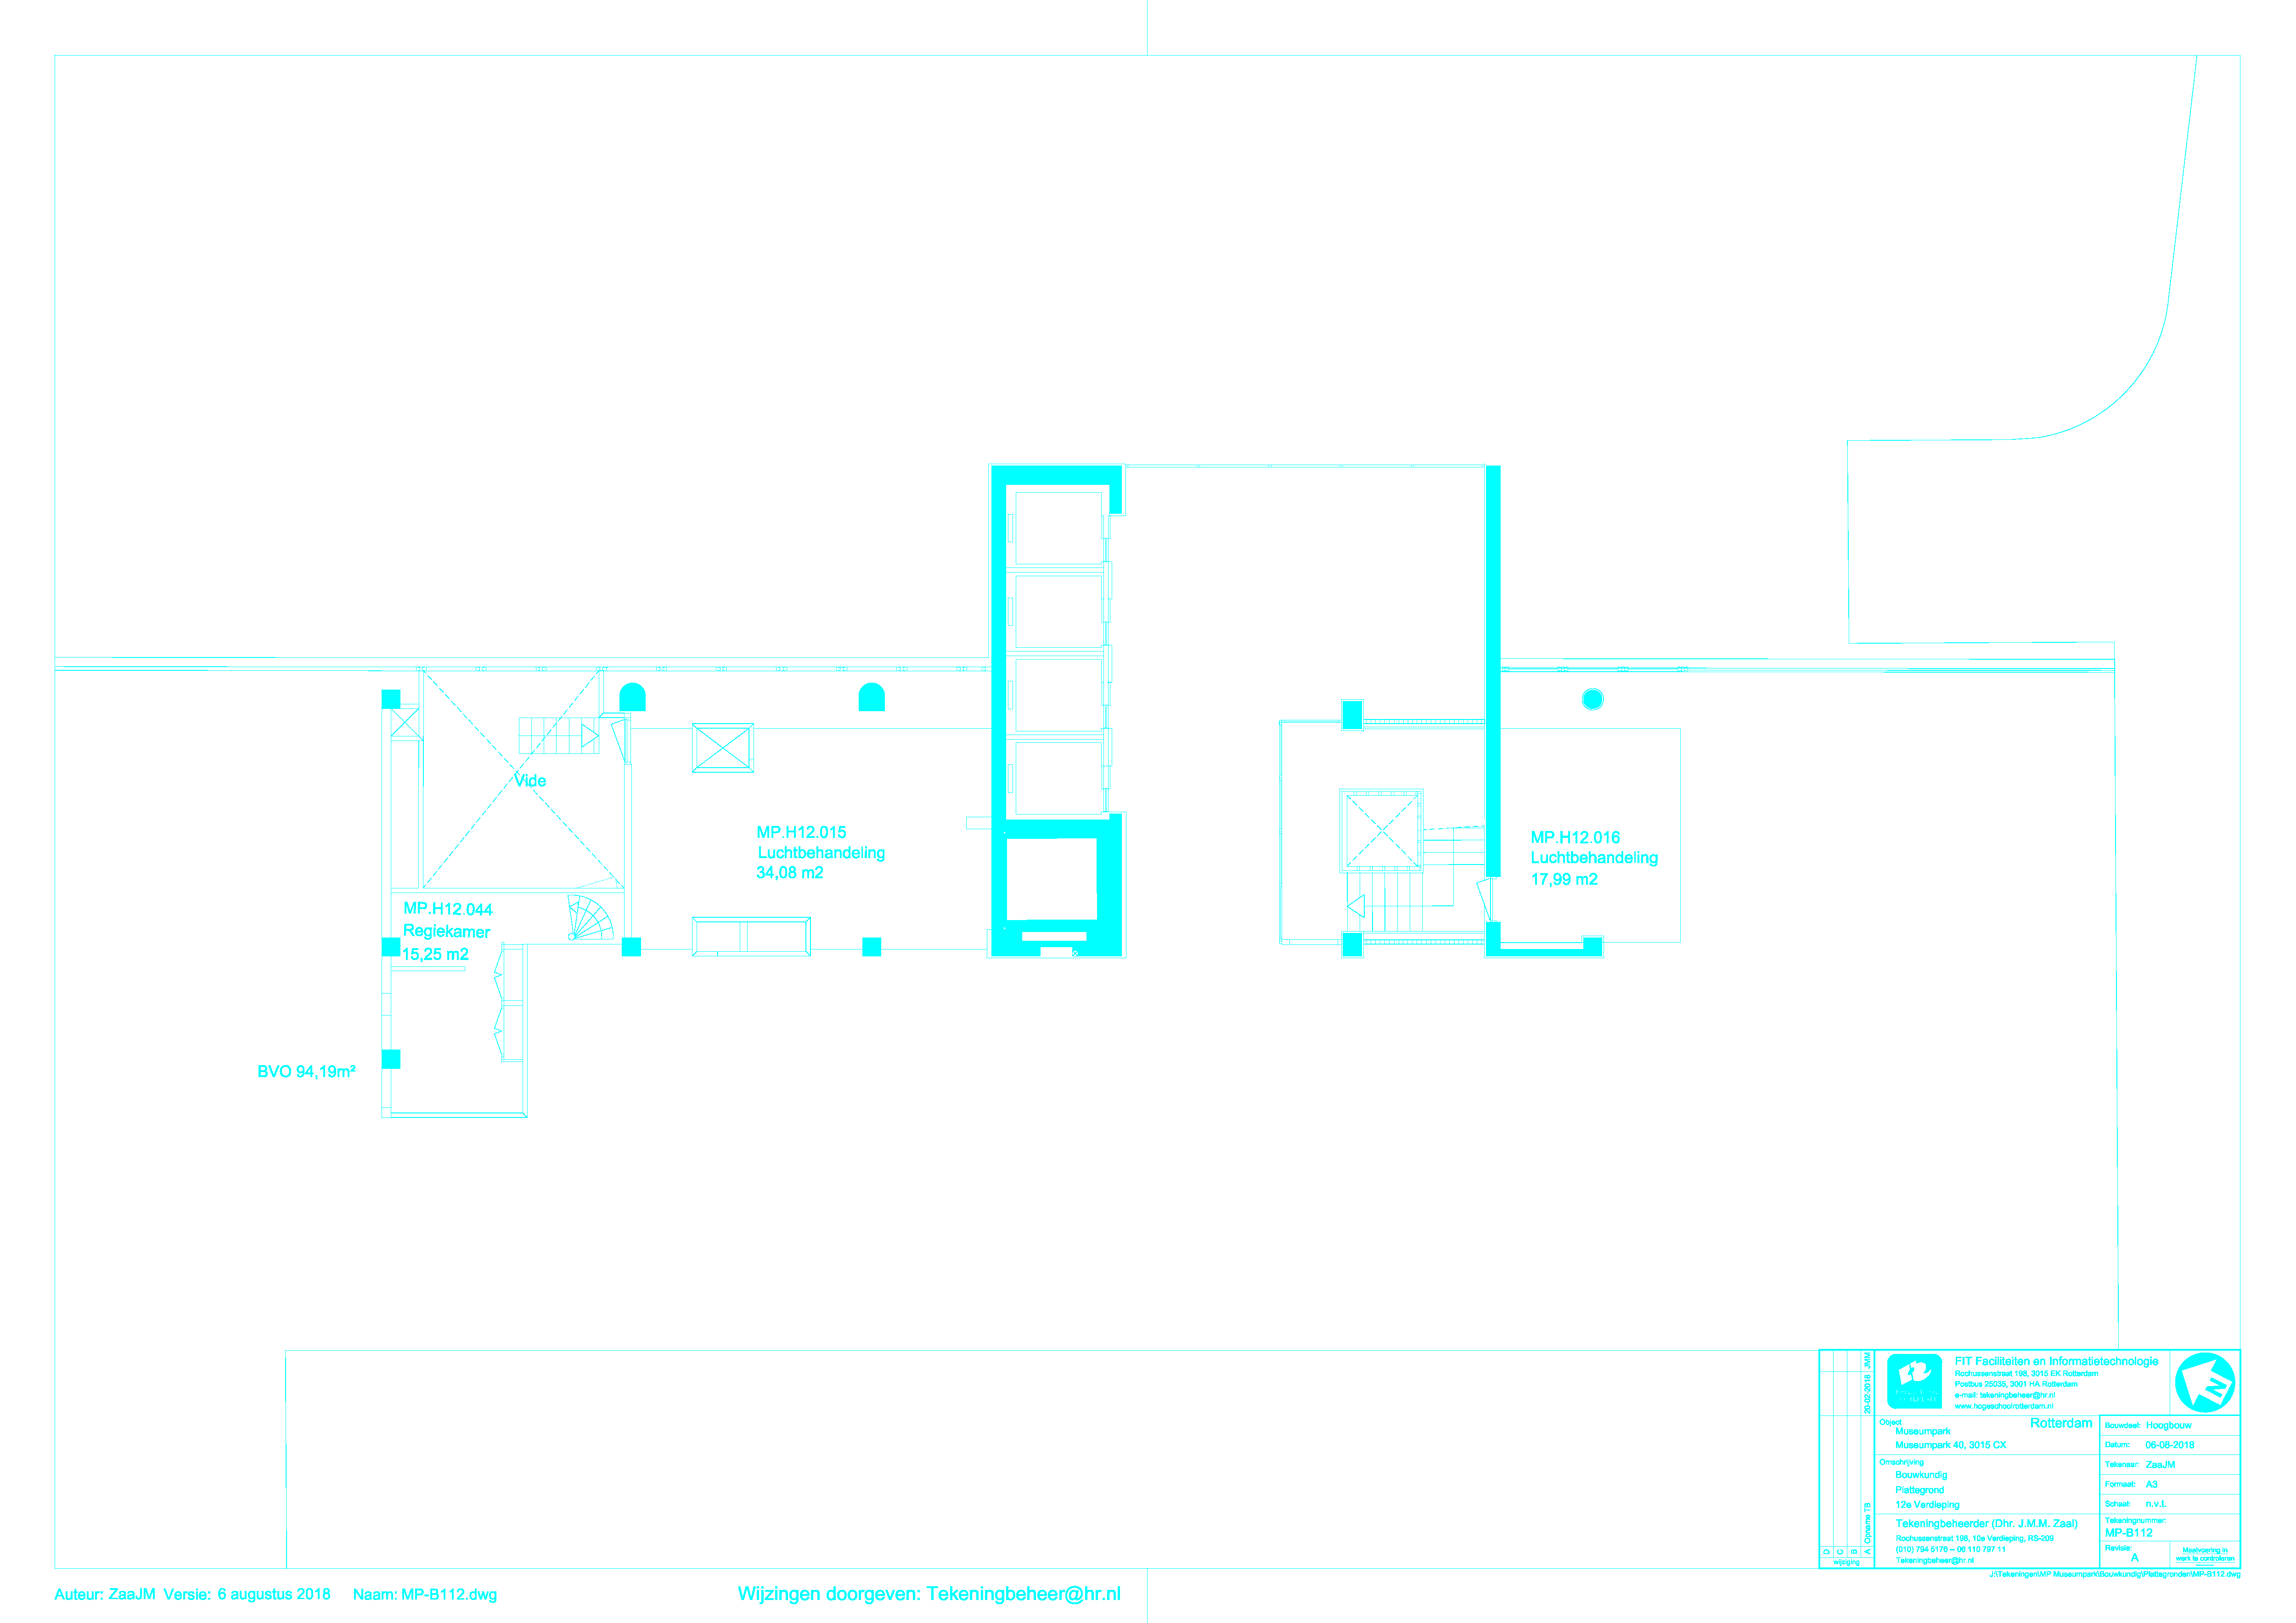 Vide
MP.H12.015
Luchtbehandeling
34,08 m2
MP.H12.016
Luchtbehandeling
17,99 m2
MP.H12.044
Regiekamer
15,25 m2
BVO 94,19m²
FIT Faciliteiten en Informatietechnologie
Rochussenstraat 198, 3015 EK Rotterdam
Postbus 25035, 3001 HA Rotterdam
e-mail: tekeningbeheer@hr.nl
www.hogeschoolrotterdam.nl
Object
Rotterdam
Museumpark
Museumpark 40, 3015 CX
Omschrijving
Bouwkundig
Plattegrond
12e Verdieping
Tekeningbeheerder (Dhr. J.M.M. Zaal)
Rochussenstraat 198, 10e Verdieping, RS-209
(010) 794 5176 – 06 110 797 11
Tekeningbeheer@hr.nl
Bouwdeel: Hoogbouw
Datum: 06-08-2018
Tekenaar: ZaaJM
Formaat: A3
Schaal: n.v.t.
Tekeningnummer:
MP-B112
Revisie:
A
Maatvoering in
werk te controleren
D
C
B
A Opname TB 20-02-2018 JMM
wijziging
J:\Tekeningen\MP Museumpark\Bouwkundig\Plattegronden\MP-B112.dwg
Auteur: ZaaJM Versie: 6 augustus 2018 Naam: MP-B112.dwg
Wijzingen doorgeven: Tekeningbeheer@hr.nl